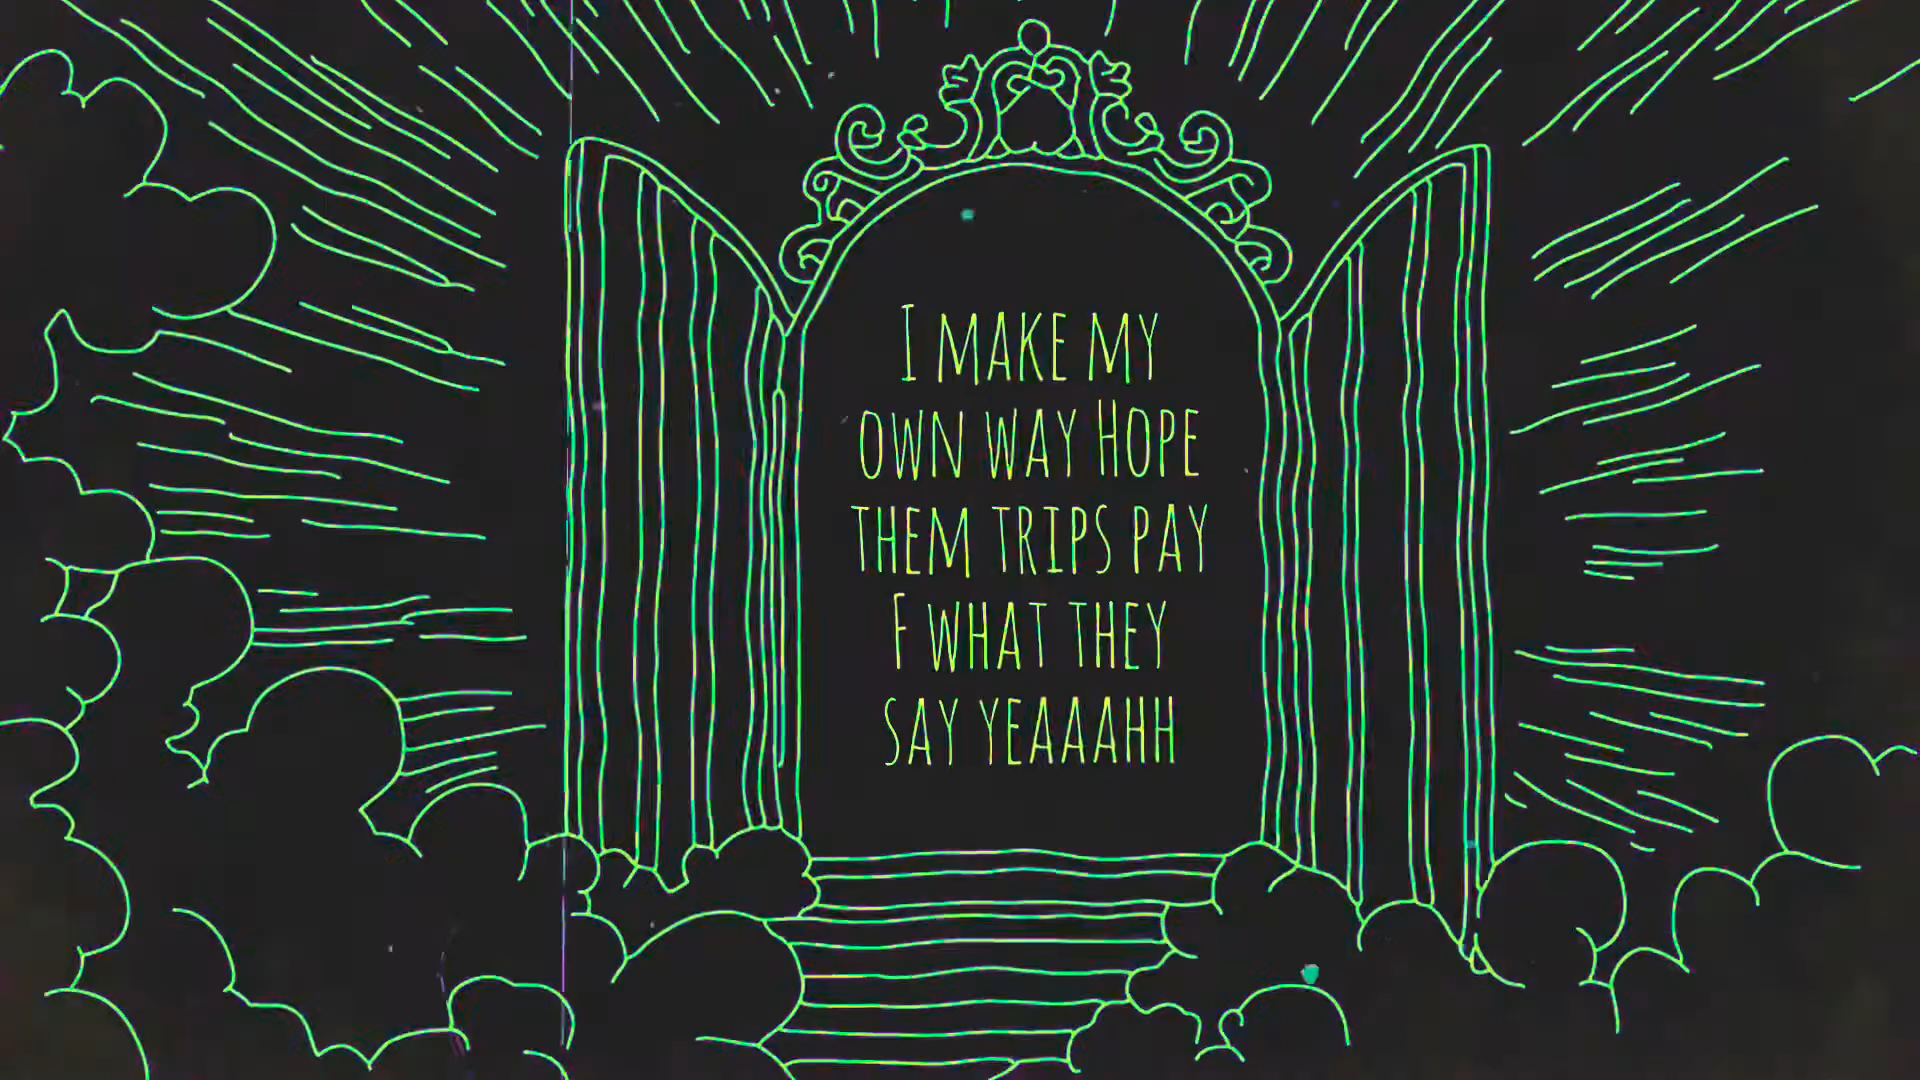 I MAKE MY
OWN WAY HOPE
THEM TRIPS PAY
F WHAT THEY
SAY YEAAAHH